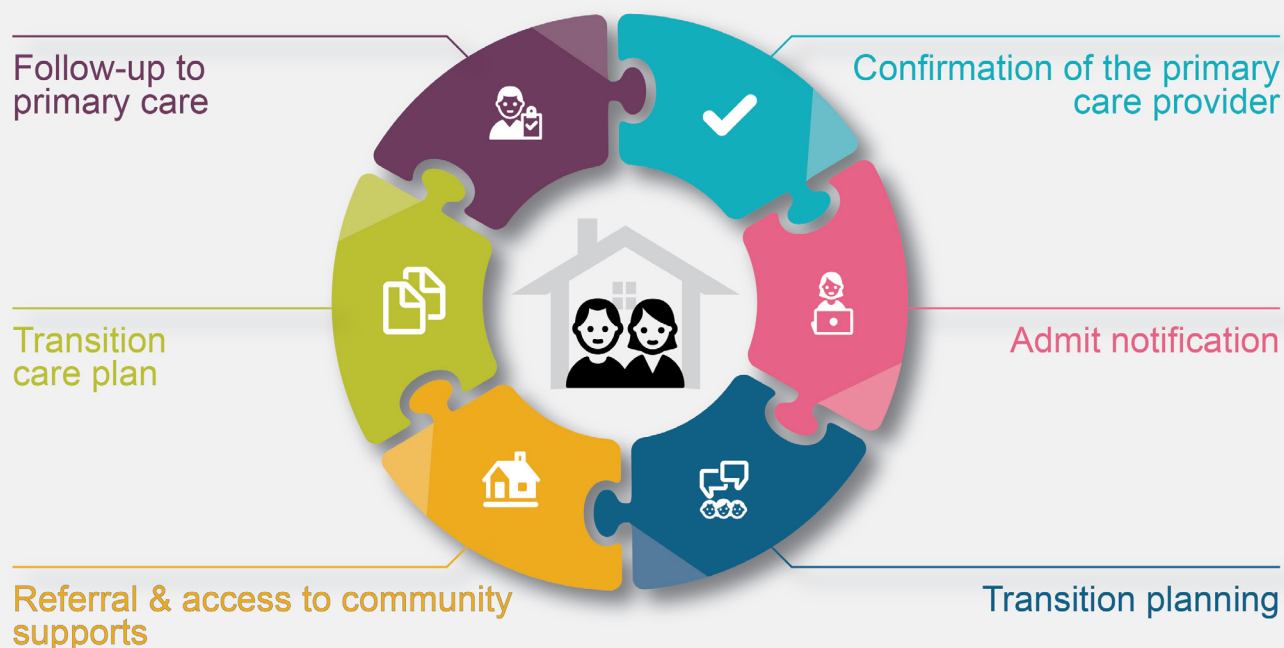 Follow-up to
primary care
Confirmation of the primary
care provider
Transition
care plan
Admit notification
Referral & access to community
supports
Transition planning